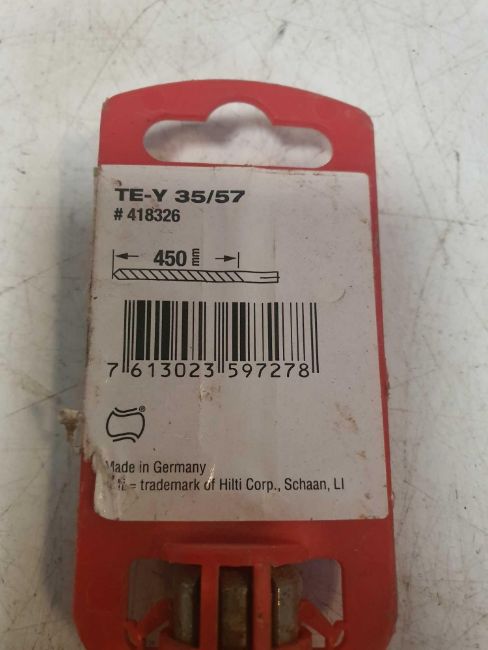 TE-Y 35/57
# 418326
450 mm
7 613023 597278
®
Made in Germany
= trademark of Hilti Corp., Schaan, LI